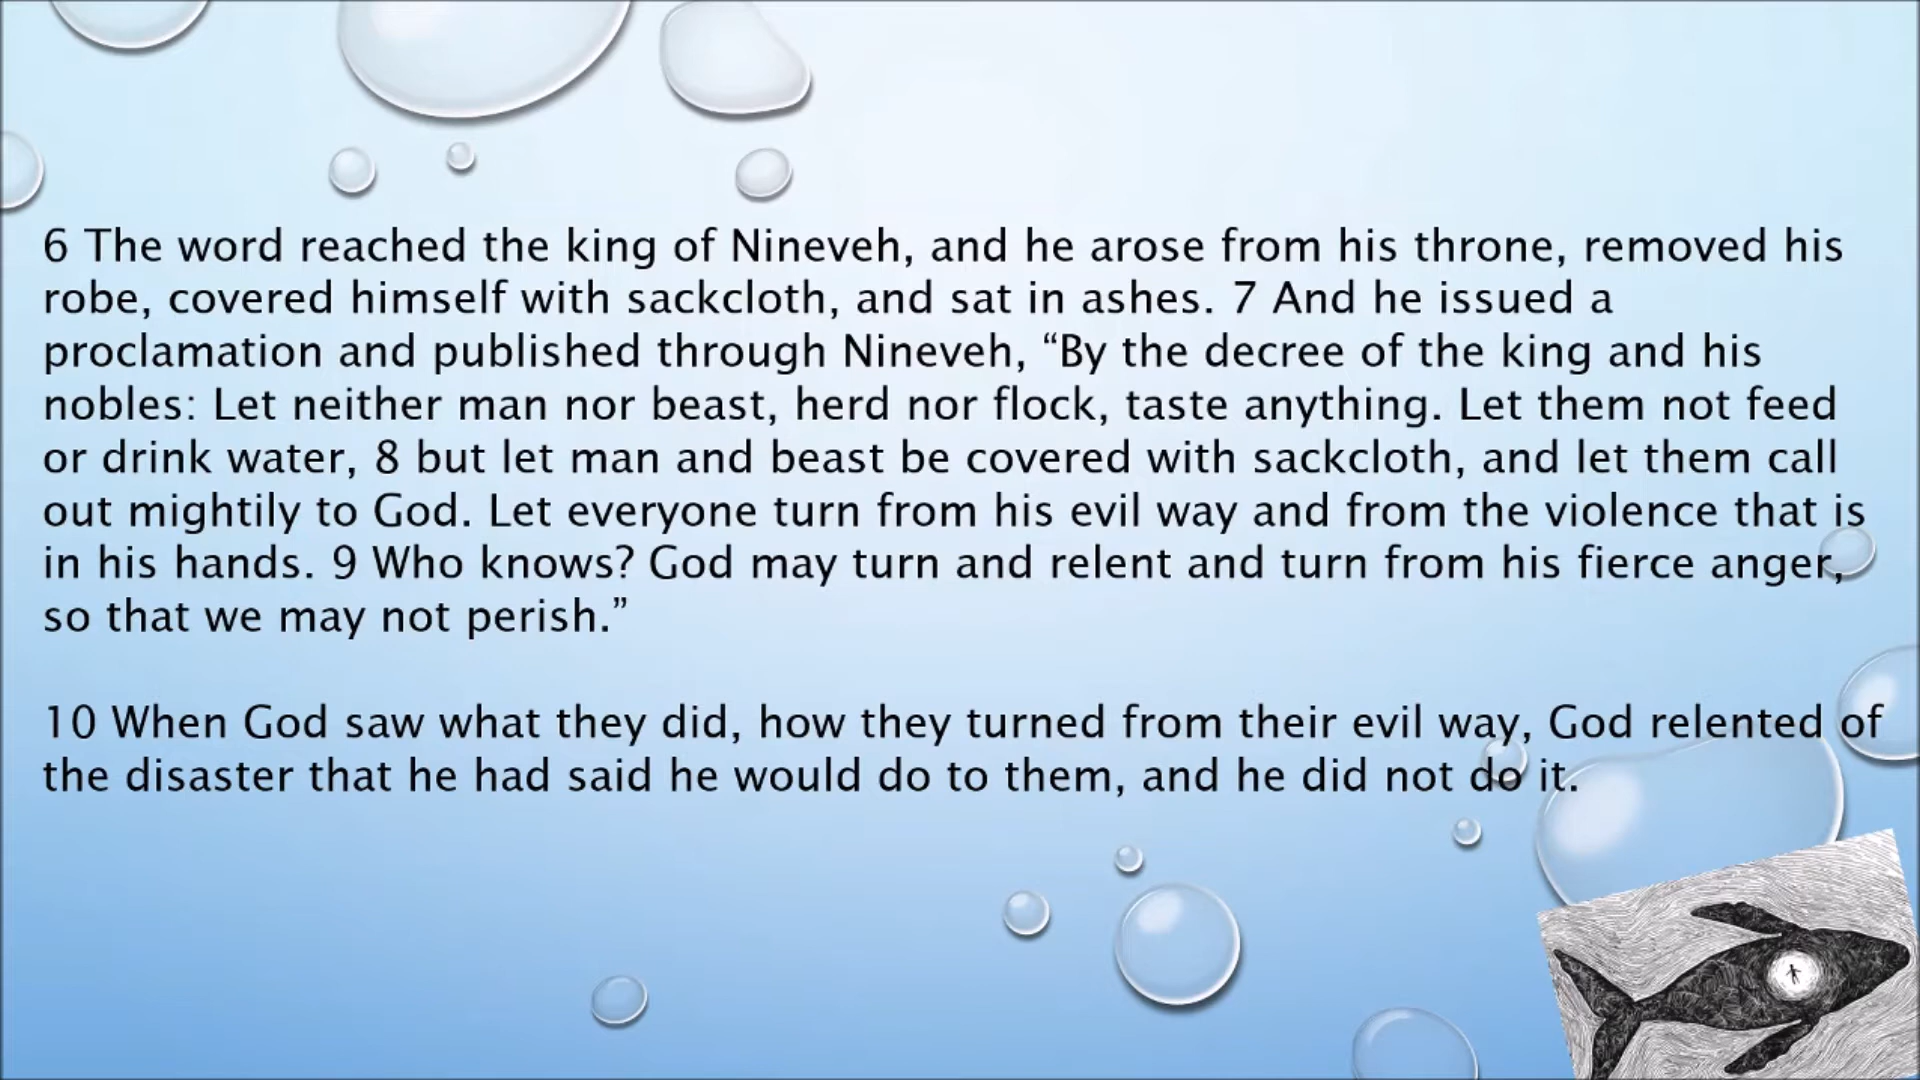 6 The word reached the king of Nineveh, and he arose from his throne, removed his
robe, covered himself with sackcloth, and sat in ashes. 7 And he issued a
proclamation and published through Nineveh, “By the decree of the king and his
nobles: Let neither man nor beast, herd nor flock, taste anything. Let them not feed
or drink water, 8 but let man and beast be covered with sackcloth, and let them call
out mightily to God. Let everyone turn from his evil way and from the violence that is
in his hands. 9 Who knows? God may turn and relent and turn from his fierce anger,
so that we may not perish.”
10 When God saw what they did, how they turned from their evil way, God relented of
the disaster that he had said he would do to them, and he did not do it.